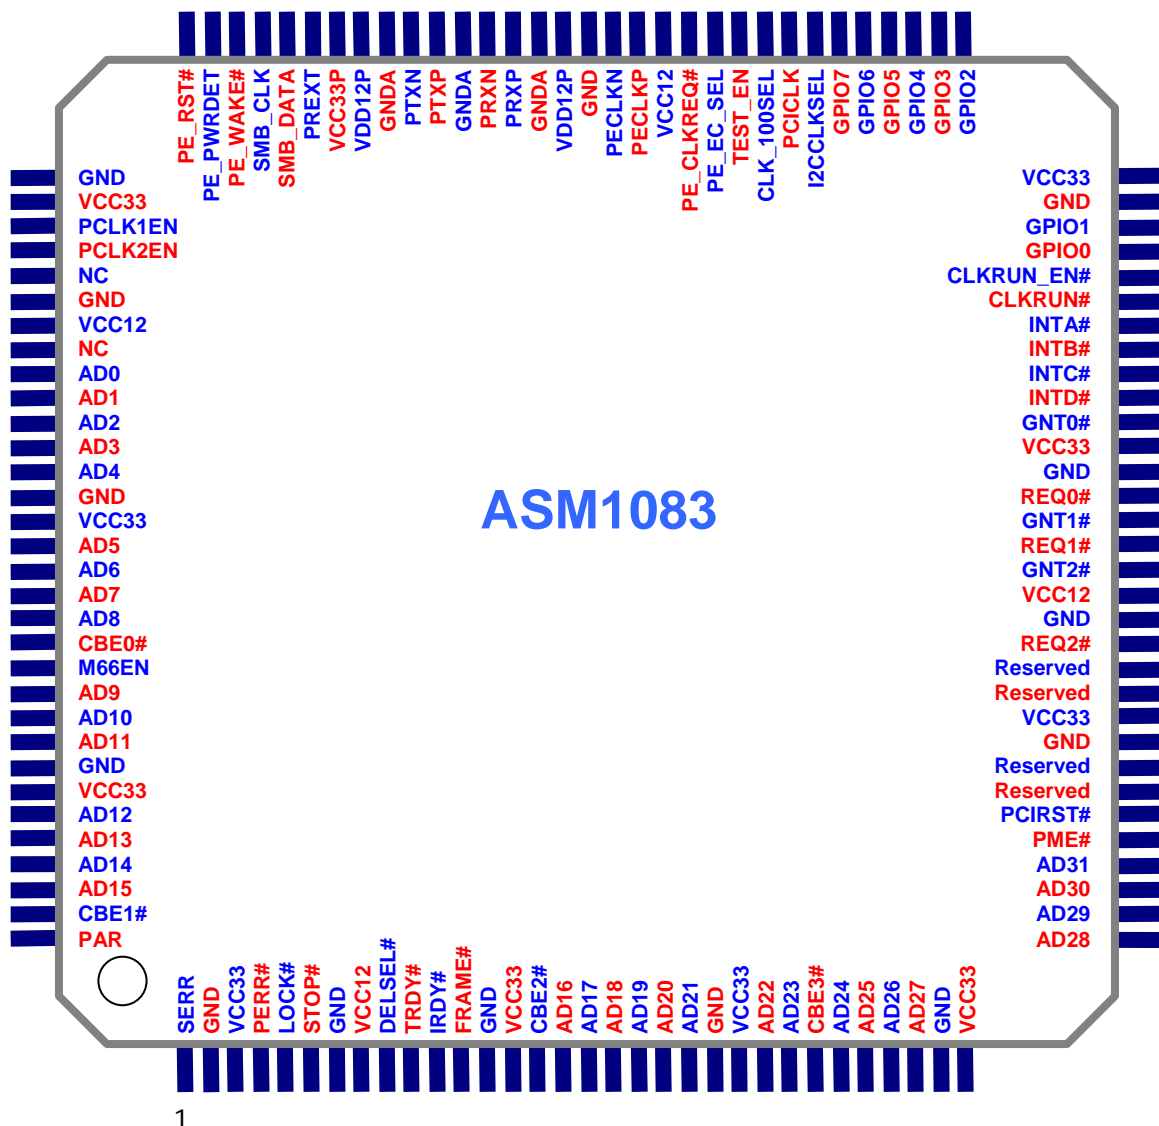 PE_RST#
PE_PWRDET
PE_WAKE#
SMB_CLK
SMB_DATA
PREXT
VCC33P
VDD12P
GNDA
PTXN
PTXP
GNDA
PRXN
PRXP
GNDA
VDD12P
GND
PECLKN
PECLKP
VCC12
PE_CLKREQ#
PE_EC_SEL
TEST_EN
CLK_100SEL
PCICLK
I2CCLKSEL
GPIO7
GPIO6
GPIO5
GPIO4
GPIO3
GPIO2
GND
VCC33
PCLK1EN
PCLK2EN
NC
GND
VCC12
NC
AD0
AD1
AD2
AD3
AD4
GND
VCC33
AD5
AD6
AD7
AD8
CBE0#
M66EN
AD9
AD10
AD11
GND
VCC33
AD12
AD13
AD14
AD15
CBE1#
PAR
ASM1083
VCC33
GND
GPIO1
GPIO0
CLKRUN_EN#
CLKRUN#
INTA#
INTB#
INTC#
INTD#
GNT0#
VCC33
GND
REQ0#
GNT1#
REQ1#
GNT2#
VCC12
GND
REQ2#
Reserved
Reserved
VCC33
GND
Reserved
Reserved
PCIRST#
PME#
AD31
AD30
AD29
AD28
SERR
GND
VCC33
PERR#
LOCK#
STOP#
GND
VCC12
DELSEL#
TRDY#
IRDY#
FRAME#
GND
VCC33
CBE2#
AD16
AD17
AD18
AD19
AD20
AD21
GND
VCC33
AD22
AD23
CBE3#
AD24
AD25
AD26
AD27
GND
VCC33
1